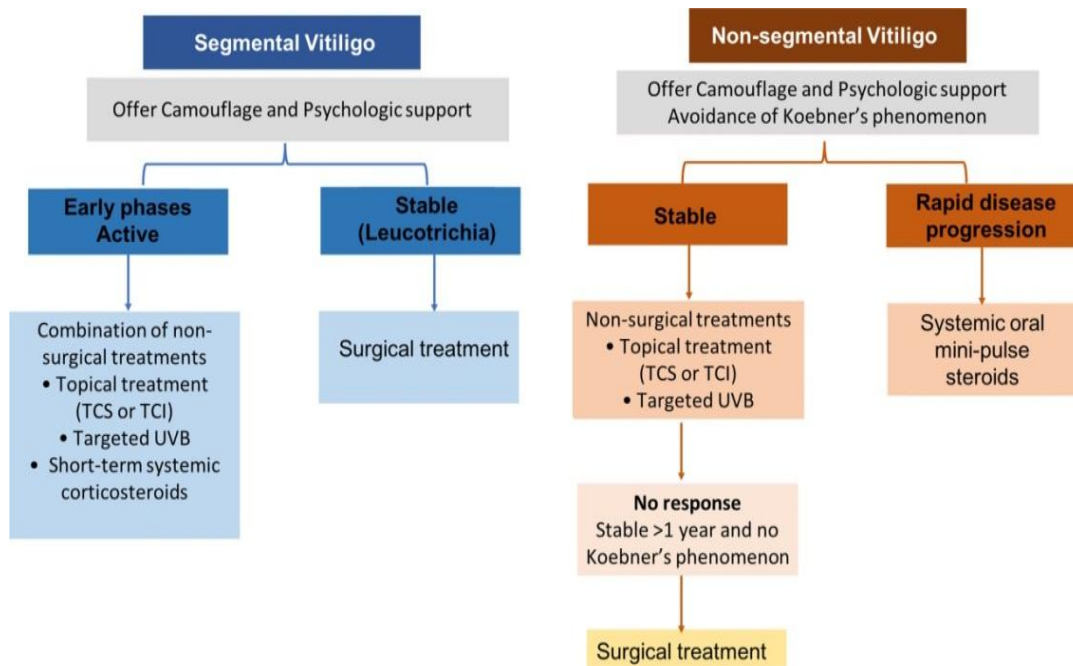 Segmental Vitiligo
Offer Camouflage and Psychologic support
Early phases
Active
Combination of non-
surgical treatments
• Topical treatment
(TCS or TCI)
• Targeted UVB
• Short-term systemic
corticosteroids
Stable
(Leucotrichia)
Surgical treatment
Non-segmental Vitiligo
Offer Camouflage and Psychologic support
Avoidance of Koebner’s phenomenon
Stable
Non-surgical treatments
• Topical treatment
(TCS or TCI)
• Targeted UVB
No response
Stable >1 year and no
Koebner’s phenomenon
Surgical treatment
Rapid disease
progression
Systemic oral
mini-pulse
steroids